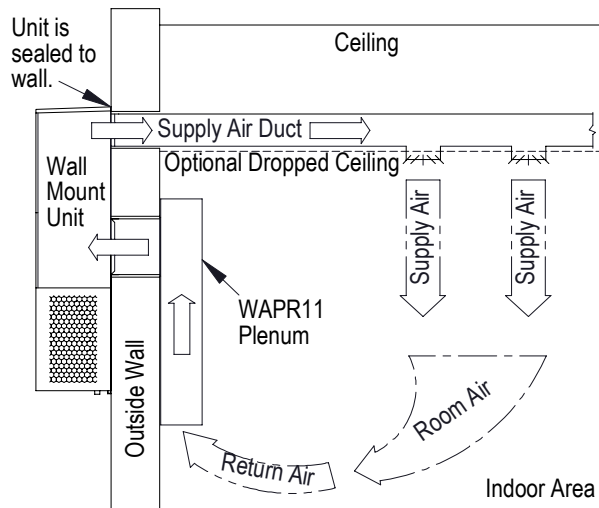 Unit is
sealed to
wall.
Ceiling
Supply Air Duct
Optional Dropped Ceiling
Wall
Mount
Unit
Supply Air
Supply Air
WAPR11
Plenum
Outside Wall
Room Air
Return Air
Indoor Area